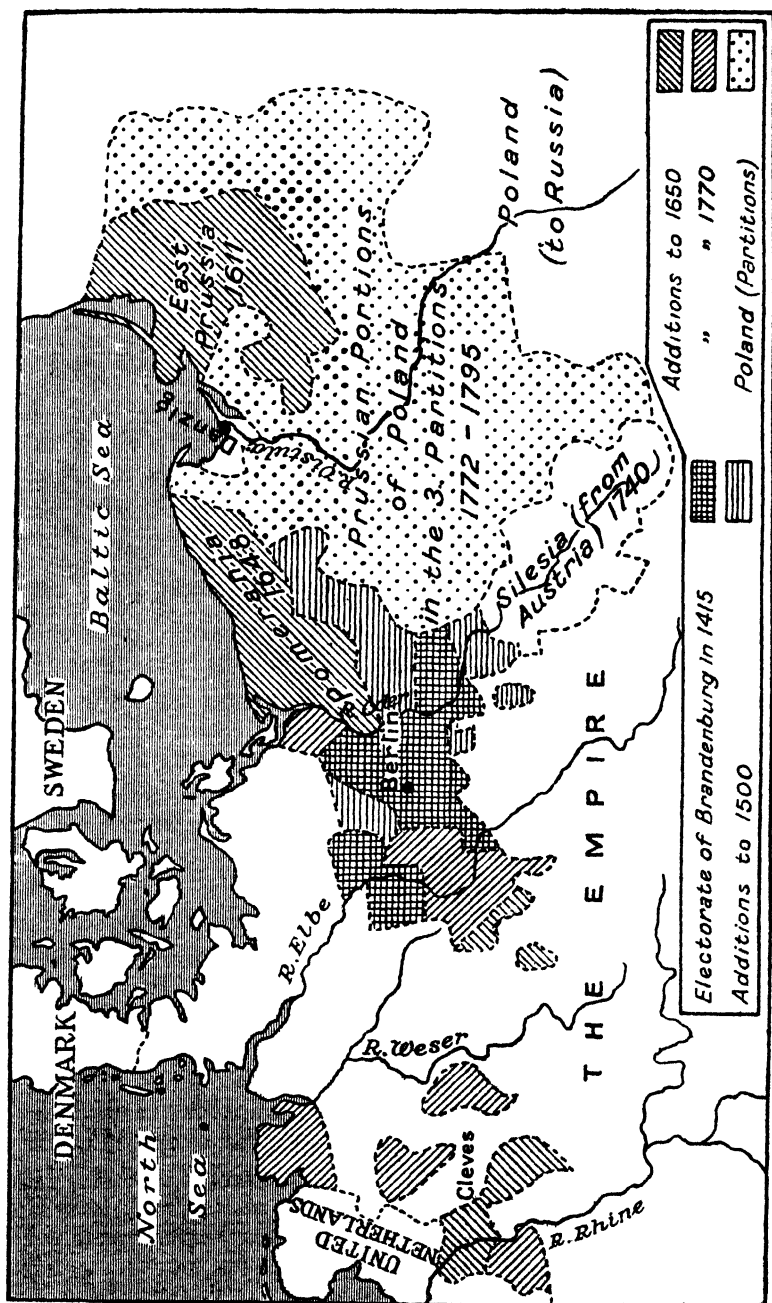 DENMARK
SWEDEN
North
Sea
Baltic Sea
UNITED
NETHERLANDS
Cleves
R. Rhine
R. Weser
R. Elbe
Berlin
Pomerania
1648
Danzig
R. Vistula
East
Prussia
1611
Prussian Portions
of Poland
in the 3. Partitions
1772 - 1795
Poland
(to Russia)
Silesia (from
Austria) 1740
THE EMPIRE
Electorate of Brandenburg in 1415
Additions to 1500
Additions to 1650
" " 1770
Poland (Partitions)